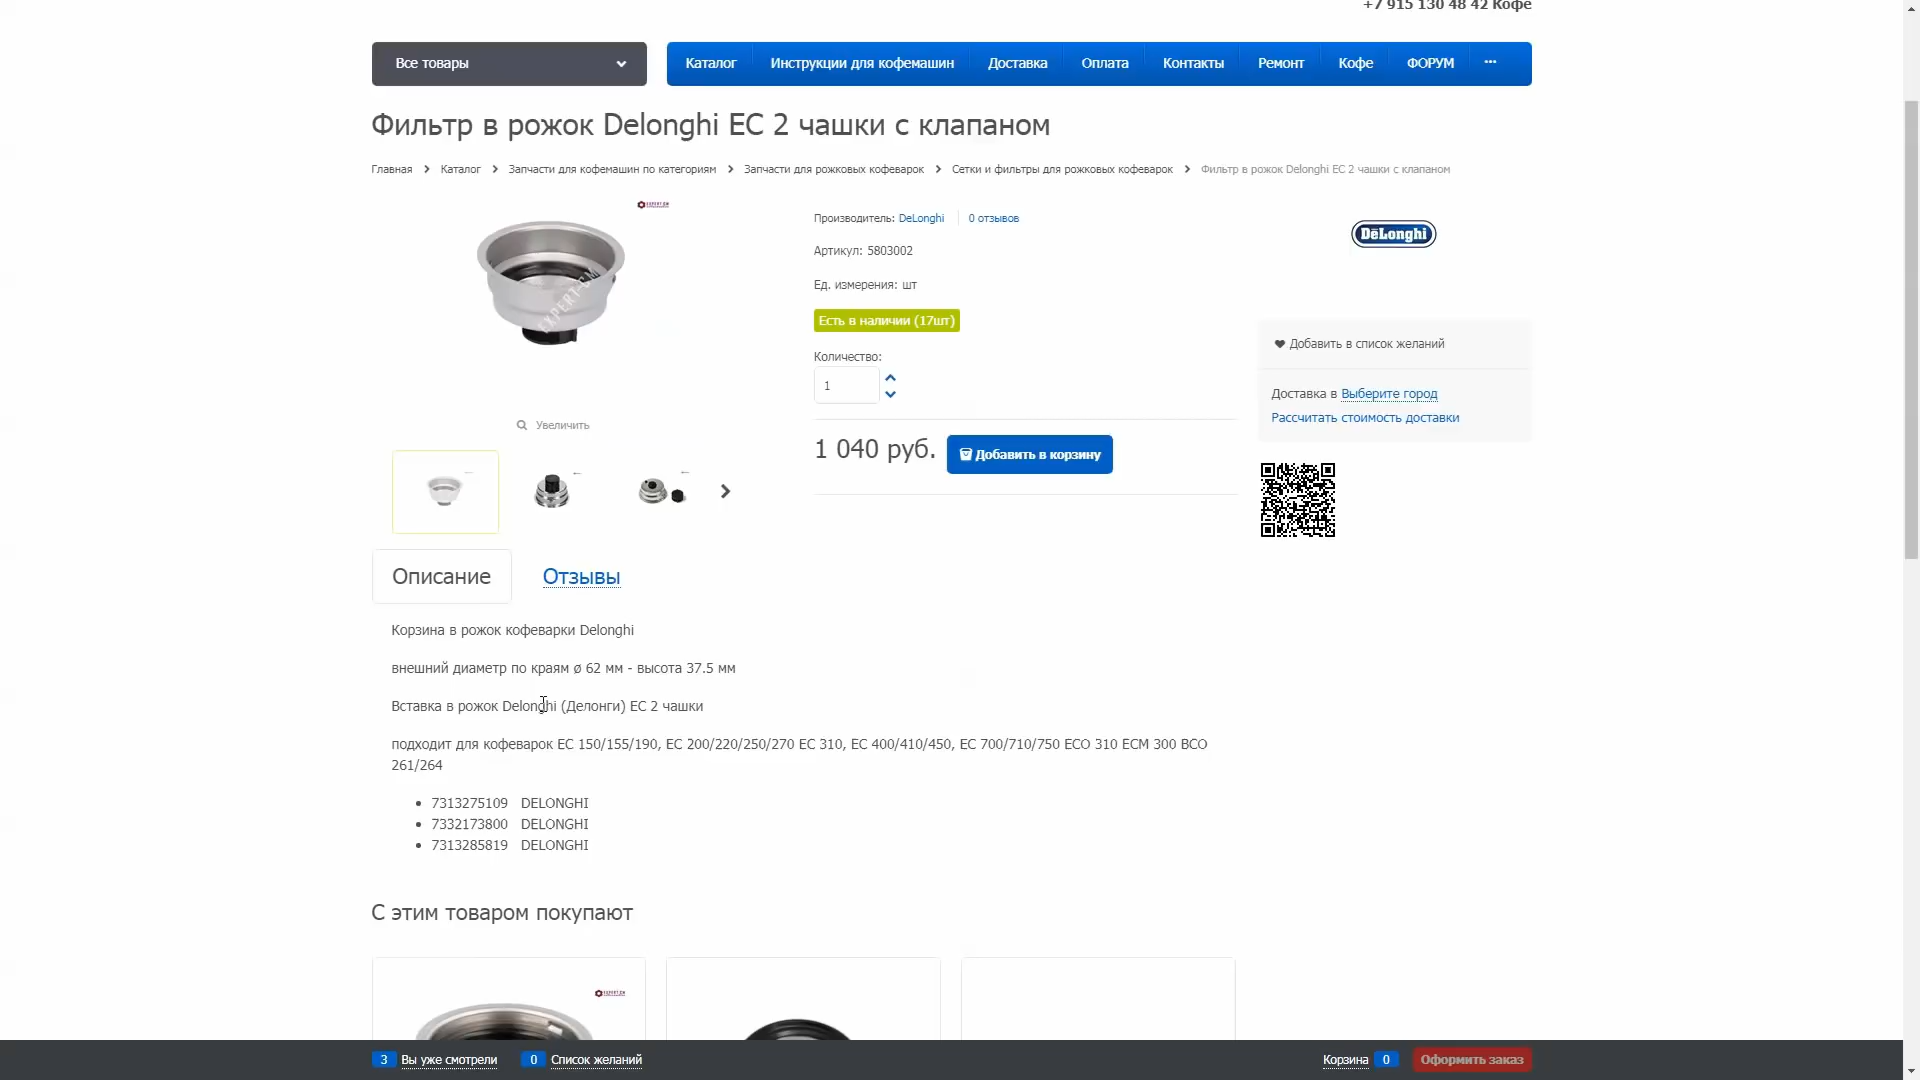 +7 915 130 48 42 Кофе
Все товары
Каталог Инструкции для кофемашин Доставка Оплата Контакты Ремонт Кофе ФОРУМ ...
Фильтр в рожок Delonghi EC 2 чашки с клапаном
Главная > Каталог > Запчасти для кофемашин по категориям > Запчасти для рожковых кофеварок > Сетки и фильтры для рожковых кофеварок > Фильтр в рожок Delonghi EC 2 чашки с клапаном
Производитель: DeLonghi 0 отзывов
DeLonghi
Артикул: 5803002
Ед. измерения: шт
Есть в наличии (17шт)
Количество:
1
1 040 руб. Добавить в корзину
Добавить в список желаний
Доставка в Выберите город
Рассчитать стоимость доставки
Увеличить
Описание Отзывы
Корзина в рожок кофеварки Delonghi
внешний диаметр по краям ø 62 мм - высота 37.5 мм
Вставка в рожок Delonghi (Делонги) EC 2 чашки
подходит для кофеварок EC 150/155/190, EC 200/220/250/270 EC 310, EC 400/410/450, EC 700/710/750 ECO 310 ECM 300 BCO
261/264
• 7313275109 DELONGHI
• 7332173800 DELONGHI
• 7313285819 DELONGHI
С этим товаром покупают
3 Вы уже смотрели 0 Список желаний Корзина 0 Оформить заказ